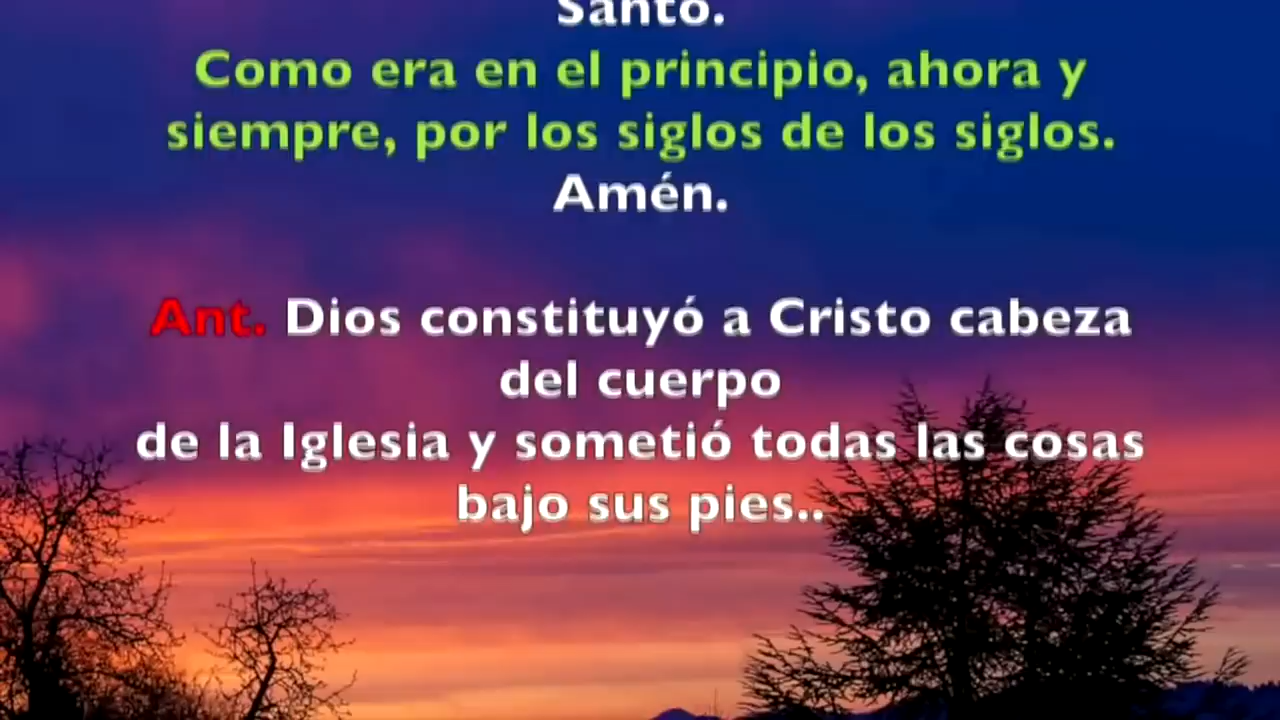 Santo.
Como era en el principio, ahora y
siempre, por los siglos de los siglos.
Amén.
Ant. Dios constituyó a Cristo cabeza
del cuerpo
de la Iglesia y sometió todas las cosas
bajo sus pies..